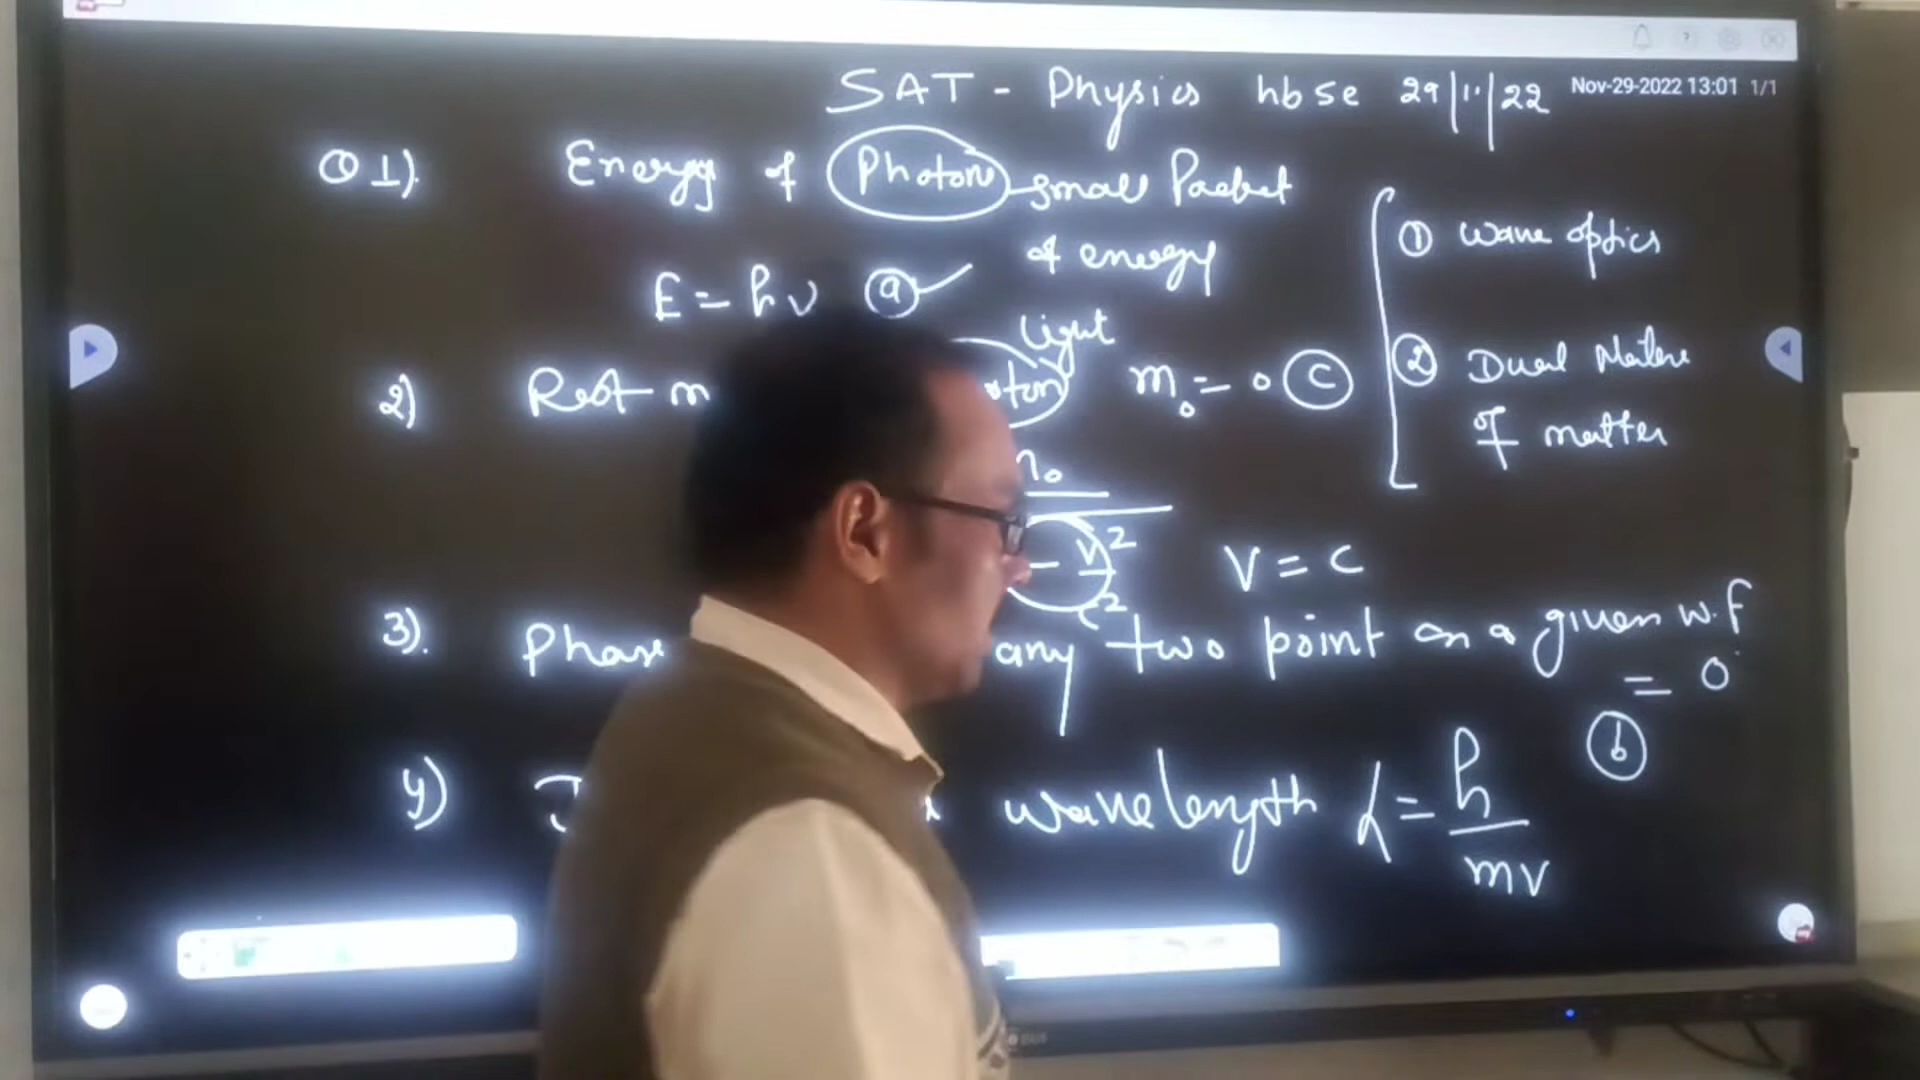 SAT - Physics hbse 29/11/22 Nov-29-2022 13:01 1/1
Q1). Energy of Photon small Packet
of energy
E = hν (a) ✓
light
2) Rest m m₀ = 0 (c)
① wave optics
② Dual Nature
of matter
v²
c²
V = c
3). Phase any two point on a given w.f
= 0
(b)
4) wavelength λ = h
mv